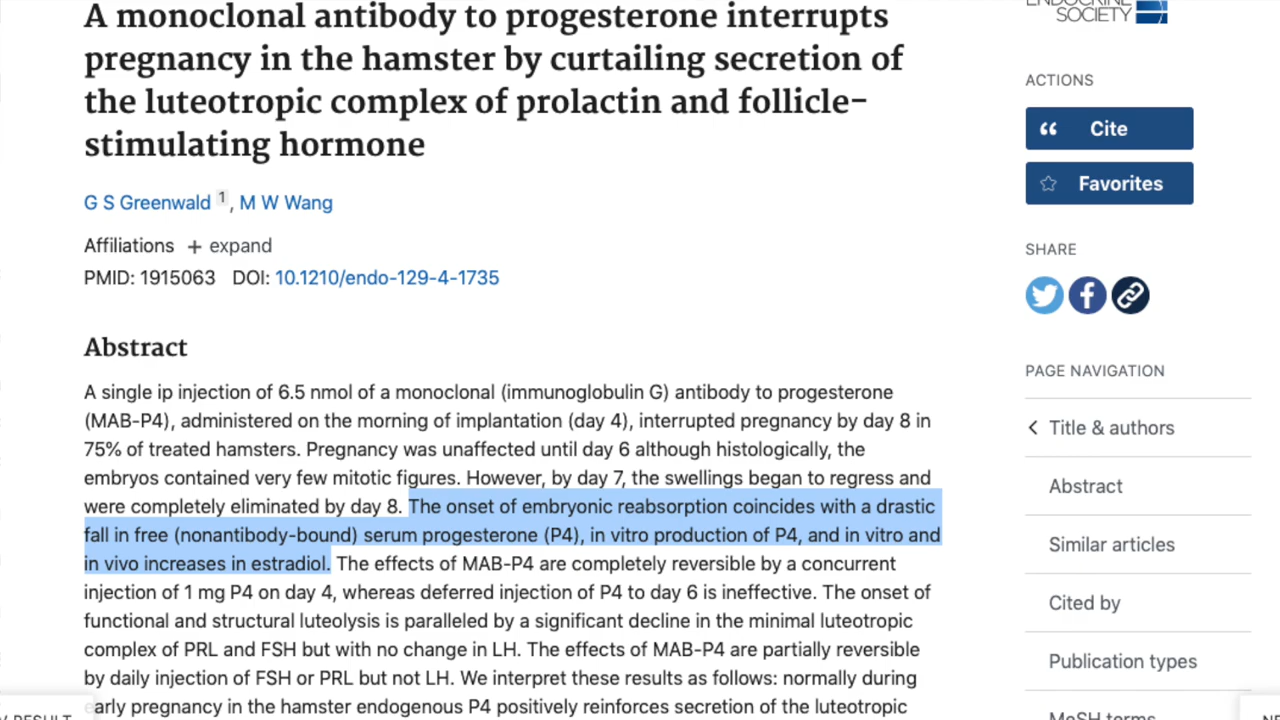 A monoclonal antibody to progesterone interrupts
pregnancy in the hamster by curtailing secretion of
the luteotropic complex of prolactin and follicle-
stimulating hormone
G S Greenwald 1, M W Wang
Affiliations + expand
PMID: 1915063 DOI: 10.1210/endo-129-4-1735
Abstract
A single ip injection of 6.5 nmol of a monoclonal (immunoglobulin G) antibody to progesterone
(MAB-P4), administered on the morning of implantation (day 4), interrupted pregnancy by day 8 in
75% of treated hamsters. Pregnancy was unaffected until day 6 although histologically, the
embryos contained very few mitotic figures. However, by day 7, the swellings began to regress and
were completely eliminated by day 8. The onset of embryonic reabsorption coincides with a drastic
fall in free (nonantibody-bound) serum progesterone (P4), in vitro production of P4, and in vitro and
in vivo increases in estradiol. The effects of MAB-P4 are completely reversible by a concurrent
injection of 1 mg P4 on day 4, whereas deferred injection of P4 to day 6 is ineffective. The onset of
functional and structural luteolysis is paralleled by a significant decline in the minimal luteotropic
complex of PRL and FSH but with no change in LH. The effects of MAB-P4 are partially reversible
by daily injection of FSH or PRL but not LH. We interpret these results as follows: normally during
early pregnancy in the hamster endogenous P4 positively reinforces secretion of the luteotropic
ENDOCRINE
SOCIETY
ACTIONS
Cite
Favorites
SHARE
PAGE NAVIGATION
Title & authors
Abstract
Similar articles
Cited by
Publication types
MeSH terms
RESULT